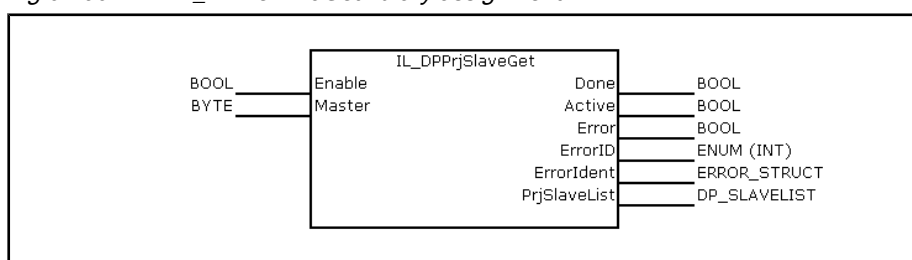 IL_DPPrjSlaveGet
BOOL Enable Done BOOL
BYTE Master Active BOOL
Error BOOL
ErrorID ENUM (INT)
ErrorIdent ERROR_STRUCT
PrjSlaveList DP_SLAVELIST